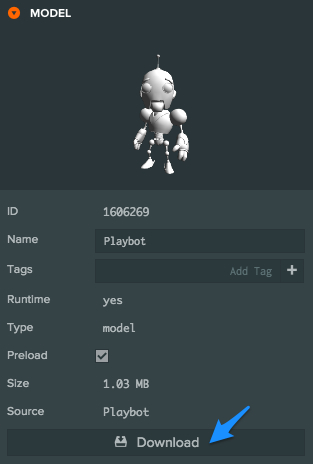 MODEL
ID 1606269
Name Playbot
Tags Add Tag +
Runtime yes
Type model
Preload
Size 1.03 MB
Source Playbot
Download